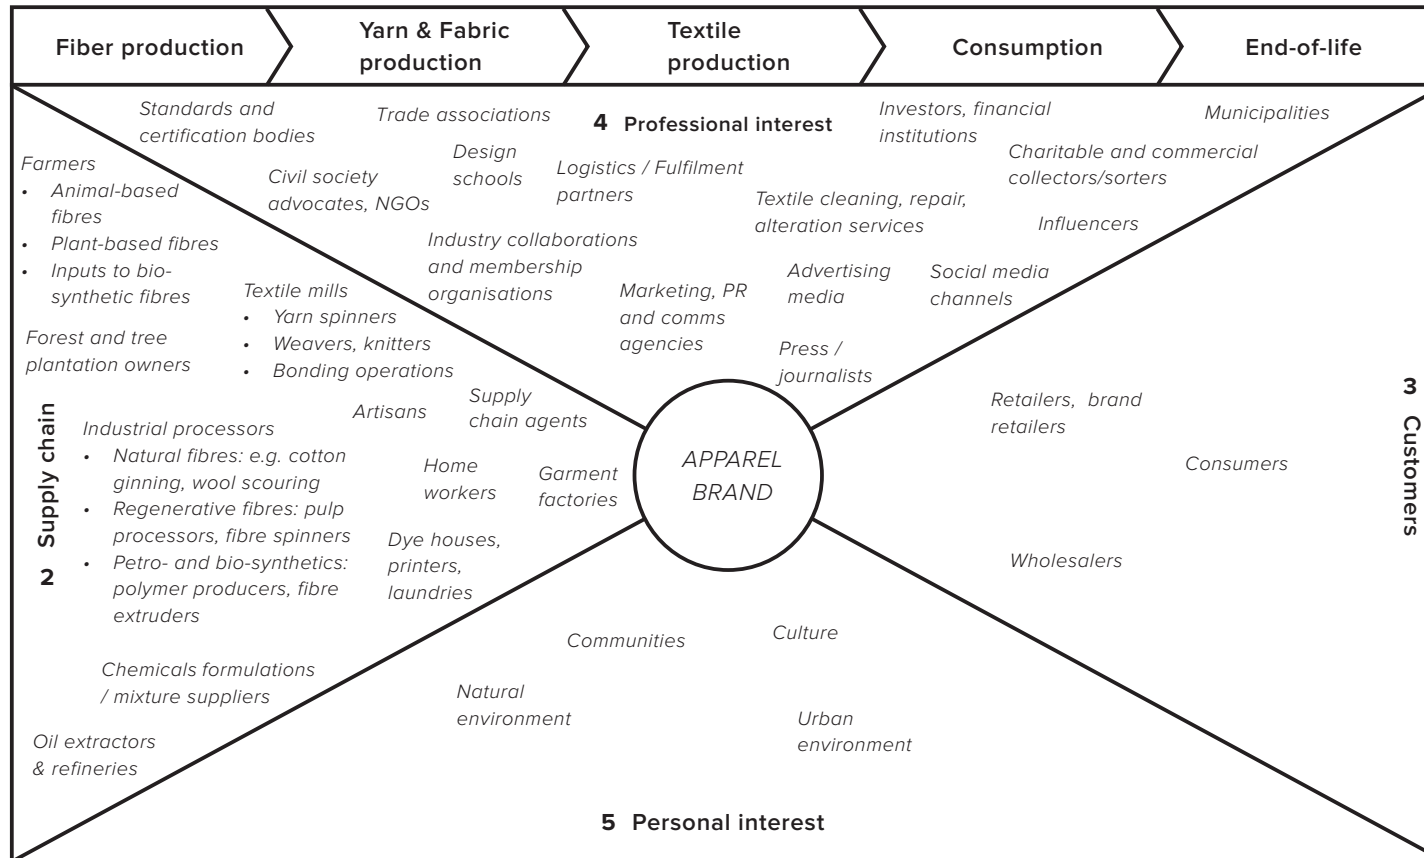 Fiber production
Yarn & Fabric
production
Textile
production
Consumption
End-of-life
Standards and
certification bodies
Trade associations
4 Professional interest
Investors, financial
institutions
Municipalities
Design
schools
Civil society
advocates, NGOs
Logistics / Fulfilment
partners
Charitable and commercial
collectors/sorters
Textile cleaning, repair,
alteration services
Influencers
Industry collaborations
and membership
organisations
Marketing, PR
and comms
agencies
Advertising
media
Social media
channels
Press /
journalists
Farmers
• Animal-based
fibres
• Plant-based fibres
• Inputs to bio-
synthetic fibres
Forest and tree
plantation owners
Textile mills
• Yarn spinners
• Weavers, knitters
• Bonding operations
Artisans
Supply
chain agents
2 Supply chain
Industrial processors
• Natural fibres: e.g. cotton
ginning, wool scouring
• Regenerative fibres: pulp
processors, fibre spinners
• Petro- and bio-synthetics:
polymer producers, fibre
extruders
Home
workers
Garment
factories
Dye houses,
printers,
laundries
Chemicals formulations
/ mixture suppliers
Oil extractors
& refineries
APPAREL
BRAND
Retailers, brand
retailers
Consumers
Wholesalers
3 Customers
Communities
Culture
Natural
environment
Urban
environment
5 Personal interest